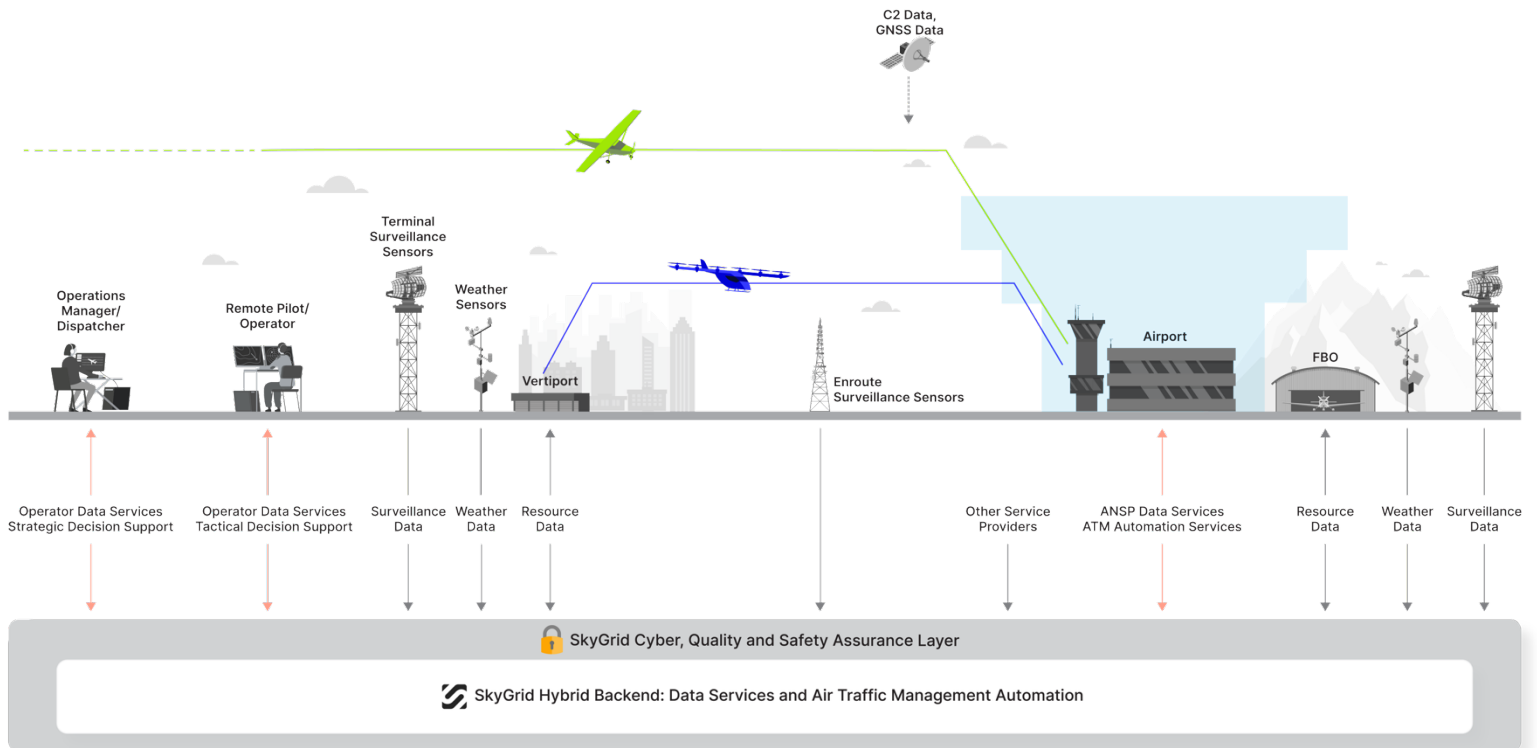 C2 Data,
GNSS Data
Terminal
Surveillance
Sensors
Operations
Manager/
Dispatcher
Remote Pilot/
Operator
Weather
Sensors
Vertiport
Enroute
Surveillance Sensors
Airport
FBO
Operator Data Services
Strategic Decision Support
Operator Data Services
Tactical Decision Support
Surveillance
Data
Weather
Data
Resource
Data
Other Service
Providers
ANSP Data Services
ATM Automation Services
Resource
Data
Weather
Data
Surveillance
Data
SkyGrid Cyber, Quality and Safety Assurance Layer
SkyGrid Hybrid Backend: Data Services and Air Traffic Management Automation